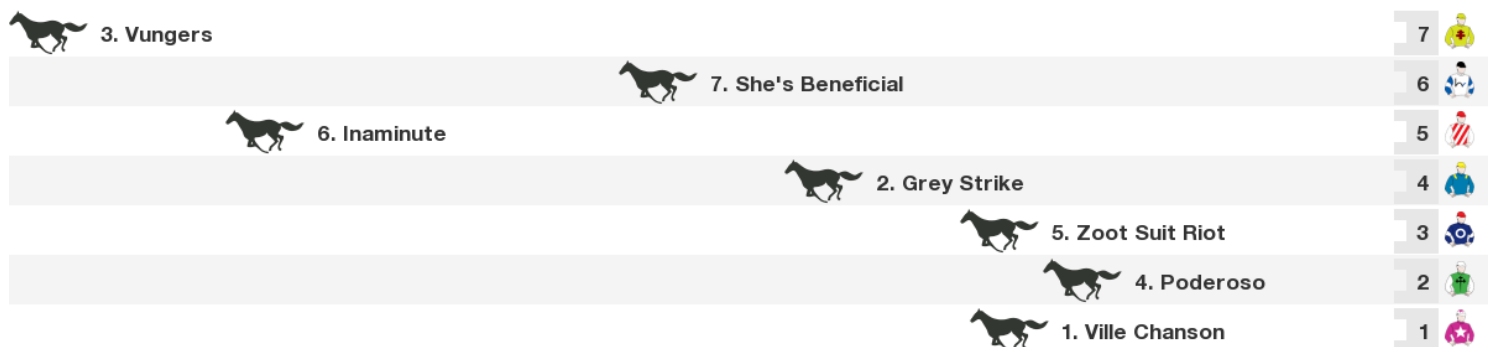 3. Vungers 7
7. She's Beneficial 6
6. Inaminute 5
2. Grey Strike 4
5. Zoot Suit Riot 3
4. Poderoso 2
1. Ville Chanson 1